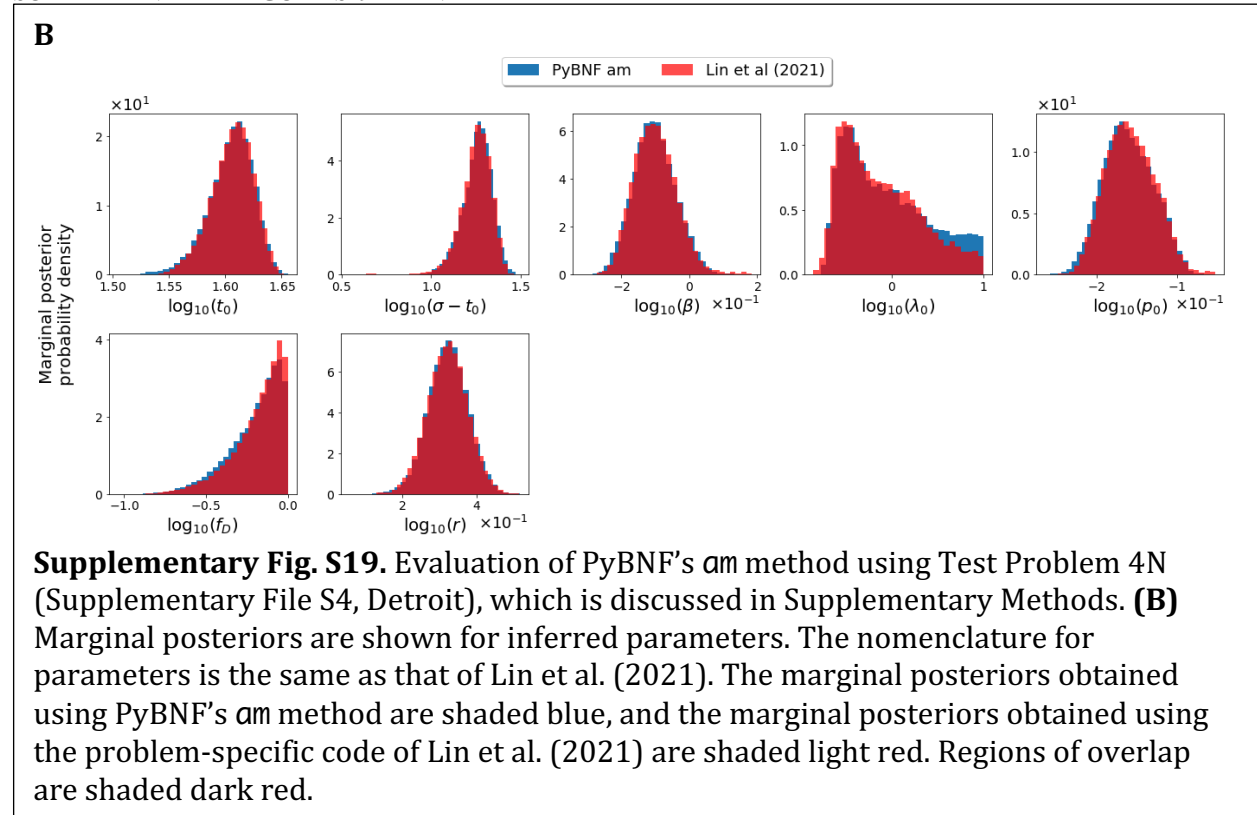 B
PyBNF am
Lin et al (2021)
×10¹
×10¹
2
1
0
4
2
0
6
4
2
0
1.0
0.5
0.0
1.0
0.5
0.0
1.50 1.55 1.60 1.65
0.5 1.0 1.5
−2 0 2
0 1
−2 −1
log₁₀(t₀)
log₁₀(σ − t₀)
log₁₀(β) ×10⁻¹
log₁₀(λ₀)
log₁₀(p₀) ×10⁻¹
Marginal posterior
probability density
4
2
0
6
4
2
0
−1.0 −0.5 0.0
2 4
log₁₀(f_D)
log₁₀(r) ×10⁻¹
Supplementary Fig. S19. Evaluation of PyBNF’s am method using Test Problem 4N
(Supplementary File S4, Detroit), which is discussed in Supplementary Methods. (B)
Marginal posteriors are shown for inferred parameters. The nomenclature for
parameters is the same as that of Lin et al. (2021). The marginal posteriors obtained
using PyBNF’s am method are shaded blue, and the marginal posteriors obtained using
the problem-specific code of Lin et al. (2021) are shaded light red. Regions of overlap
are shaded dark red.